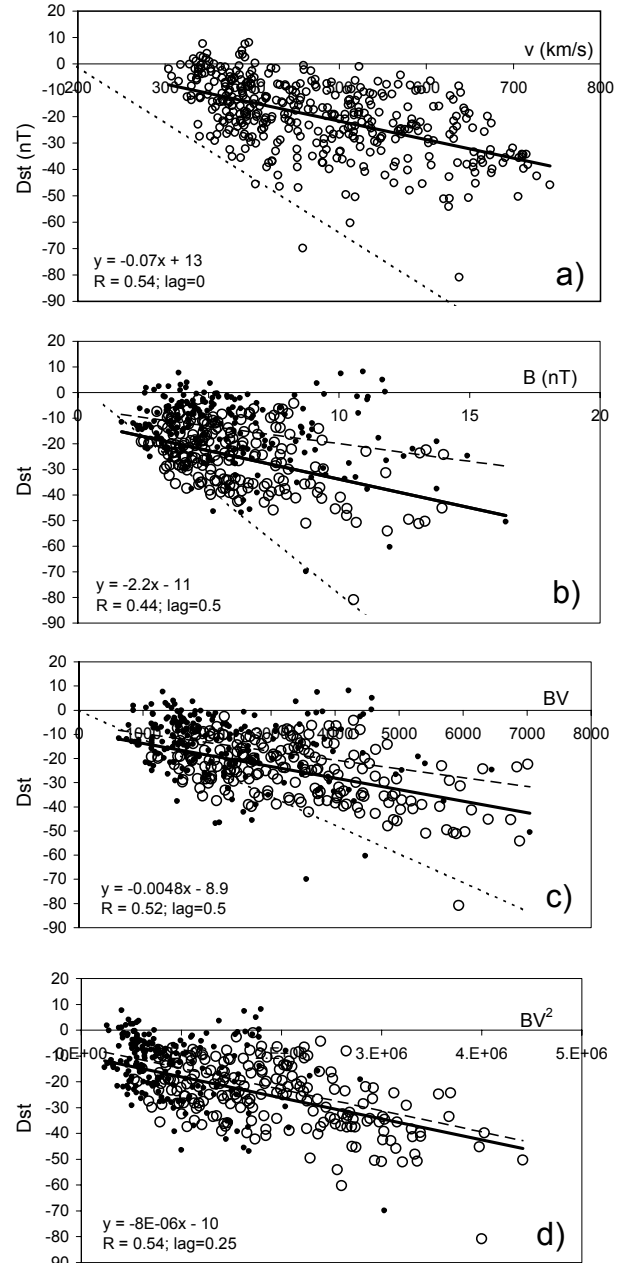 20
10
v (km/s)
0
200 300 400 500 600 700 800
-10
-20
Dst (nT)
-30
-40
-50
-60
-70
y = -0.07x + 13
-80
R = 0.54; lag=0
a)
-90
20
10
B (nT)
0
0 5 10 15 20
-10
-20
Dst
-30
-40
-50
-60
-70
y = -2.2x - 11
-80
R = 0.44; lag=0.5
b)
-90
20
10
BV
0
0 1000 2000 3000 4000 5000 6000 7000 8000
-10
-20
Dst
-30
-40
-50
-60
-70
y = -0.0048x - 8.9
-80
R = 0.52; lag=0.5
c)
-90
20
10
BV²
0
0.E+00 1.E+06 2.E+06 3.E+06 4.E+06 5.E+06
-10
-20
Dst
-30
-40
-50
-60
-70
y = -8E-06x - 10
-80
R = 0.54; lag=0.25
d)
-90